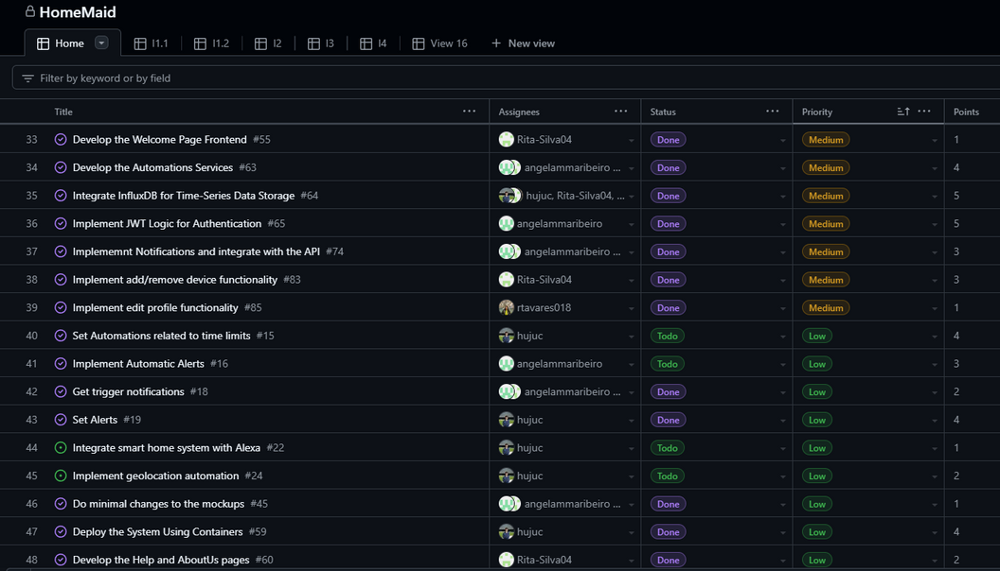 HomeMaid
Home I1.1 I1.2 I2 I3 I4 View 16 New view
Filter by keyword or by field
Title Assignees Status Priority Points
33 Develop the Welcome Page Frontend #55 Rita-Silva04 Done Medium 1
34 Develop the Automations Services #63 angelammaribeiro ... Done Medium 4
35 Integrate InfluxDB for Time-Series Data Storage #64 hujuc, Rita-Silva04, ... Done Medium 5
36 Implement JWT Logic for Authentication #65 angelammaribeiro Done Medium 5
37 Implememnt Notifications and integrate with the API #74 angelammaribeiro ... Done Medium 3
38 Implement add/remove device functionality #83 Rita-Silva04 Done Medium 3
39 Implement edit profile functionality #85 rtavares018 Done Medium 1
40 Set Automations related to time limits #15 hujuc Todo Low 4
41 Implement Automatic Alerts #16 angelammaribeiro Todo Low 3
42 Get trigger notifications #18 angelammaribeiro ... Done Low 2
43 Set Alerts #19 hujuc Done Low 4
44 Integrate smart home system with Alexa #22 hujuc Todo Low 1
45 Implement geolocation automation #24 hujuc Todo Low 2
46 Do minimal changes to the mockups #45 angelammaribeiro ... Done Low 1
47 Deploy the System Using Containers #59 hujuc Done Low 4
48 Develop the Help and AboutUs pages #60 Rita-Silva04 Done Low 2